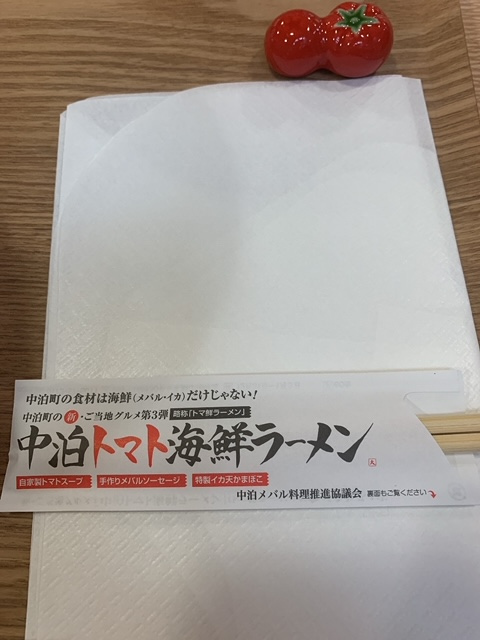 中泊町の食材は海鮮(メバル・イカ)だけじゃない!
中泊町の新・ご当地グルメ第3弾 略称「トマ鮮ラーメン」
中泊トマト海鮮ラーメン
自家製トマトスープ 手作りメバルソーセージ 特製イカ天かまぼこ
中泊メバル料理推進協議会 裏面もご覧ください